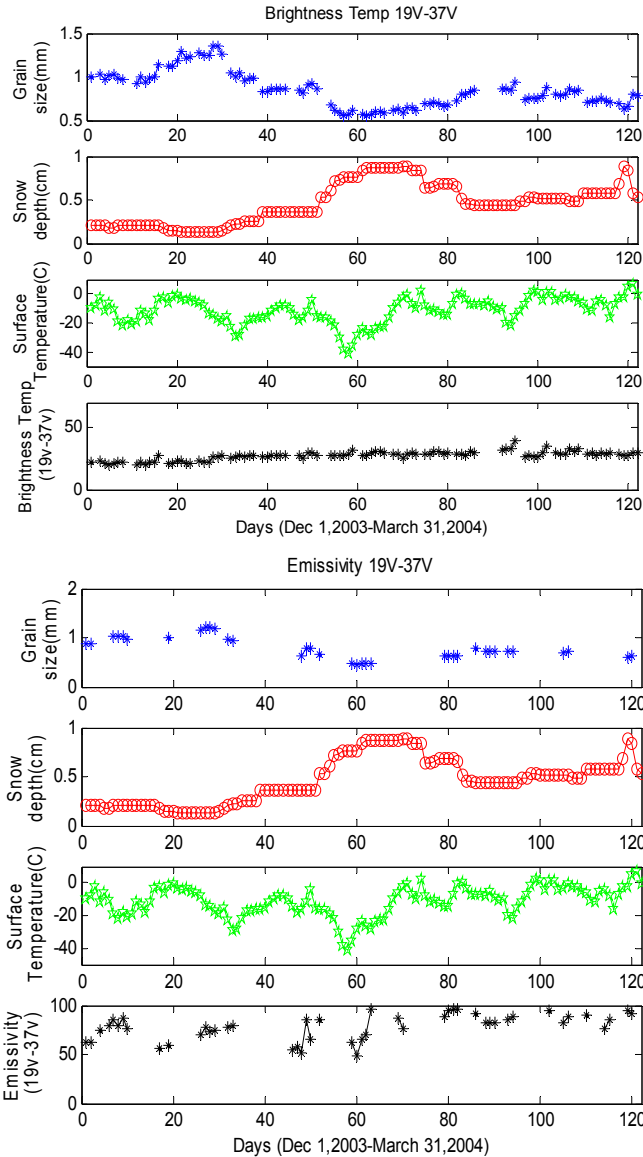 Brightness Temp 19V-37V
Grain
size(mm)
1.5
1
0.5
0 20 40 60 80 100 120
Snow
depth(cm)
1
0.5
0
0 20 40 60 80 100 120
Surface
Temperature(C)
0
-20
-40
0 20 40 60 80 100 120
Brightness Temp
(19v-37v)
50
0
0 20 40 60 80 100 120
Days (Dec 1,2003-March 31,2004)
Emissivity 19V-37V
Grain
size(mm)
2
1
0
0 20 40 60 80 100 120
Snow
depth(cm)
1
0.5
0
0 20 40 60 80 100 120
Surface
Temperature(C)
0
-20
-40
0 20 40 60 80 100 120
Emissivity
(19v-37v)
100
50
0
0 20 40 60 80 100 120
Days (Dec 1,2003-March 31,2004)